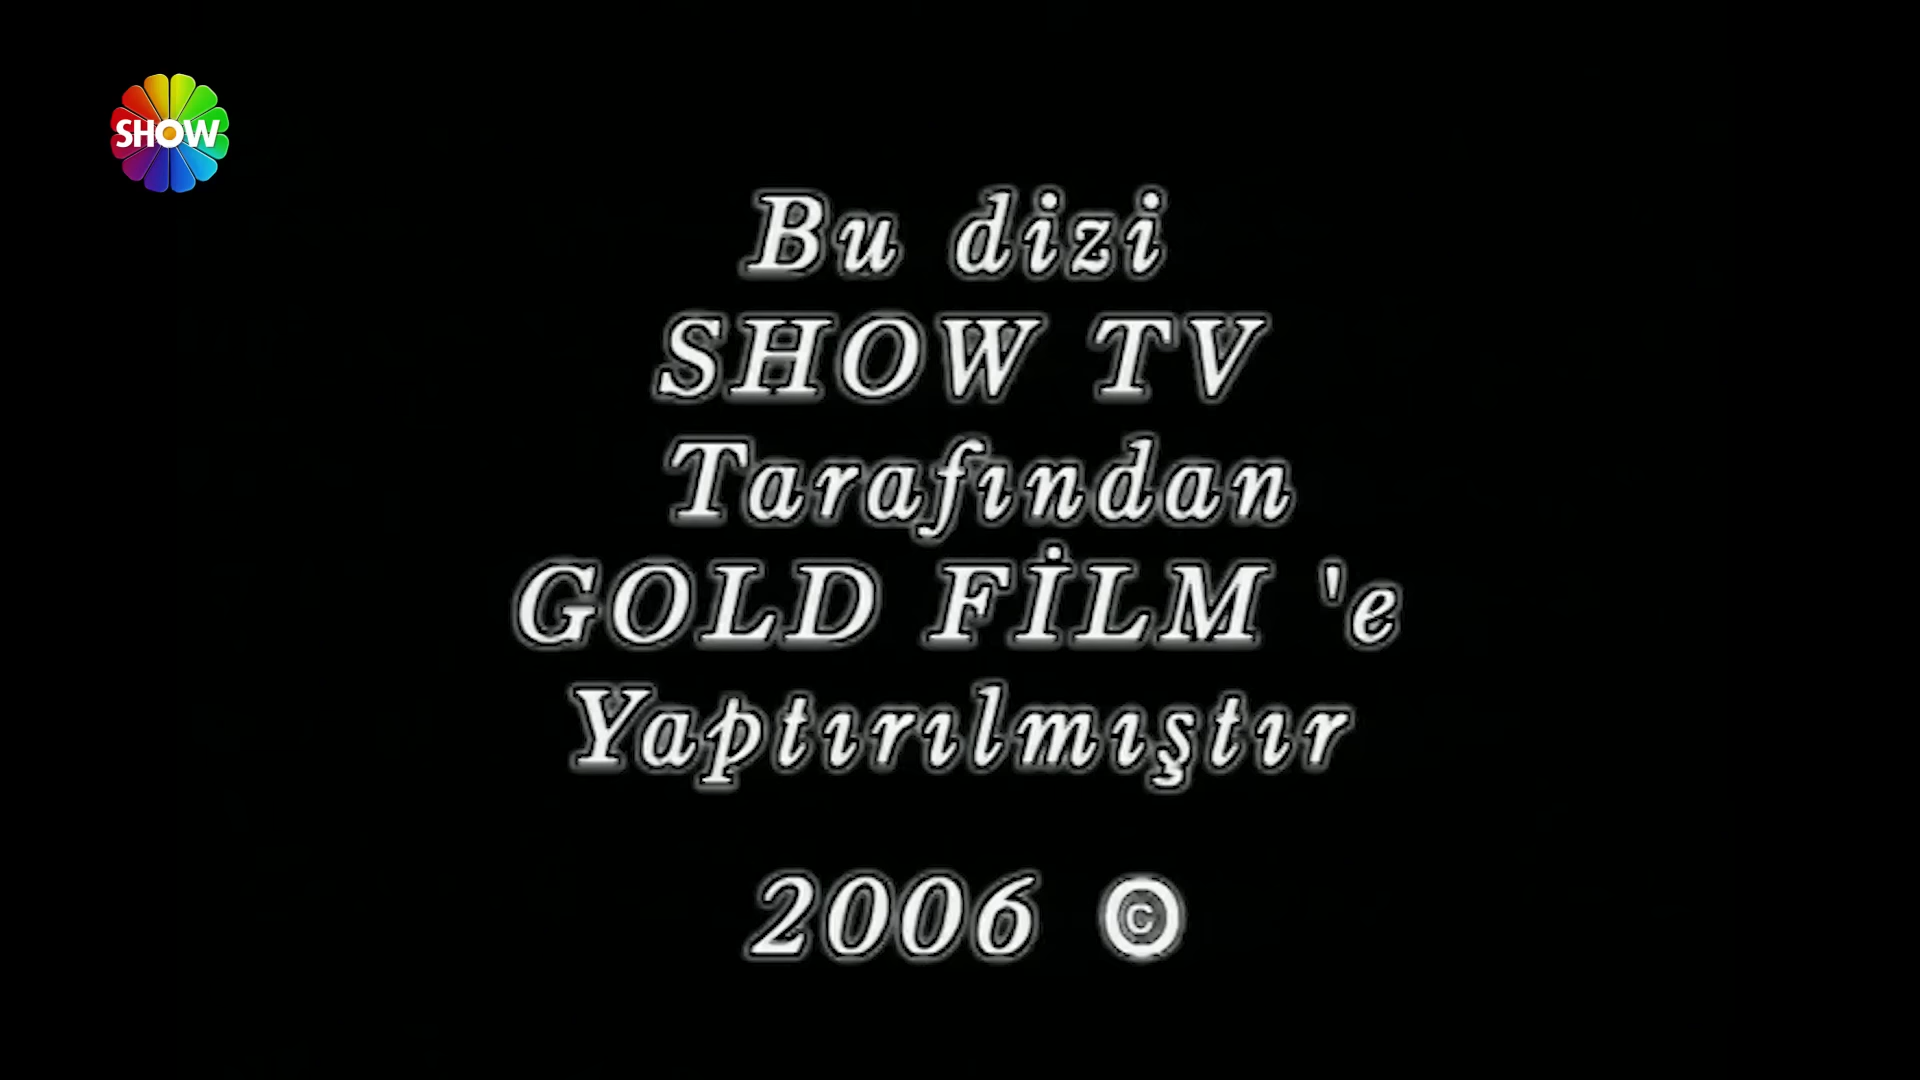 SHOW
Bu dizi
SHOW TV
Tarafından
GOLD FİLM 'e
Yaptırılmıştır
2006 ©